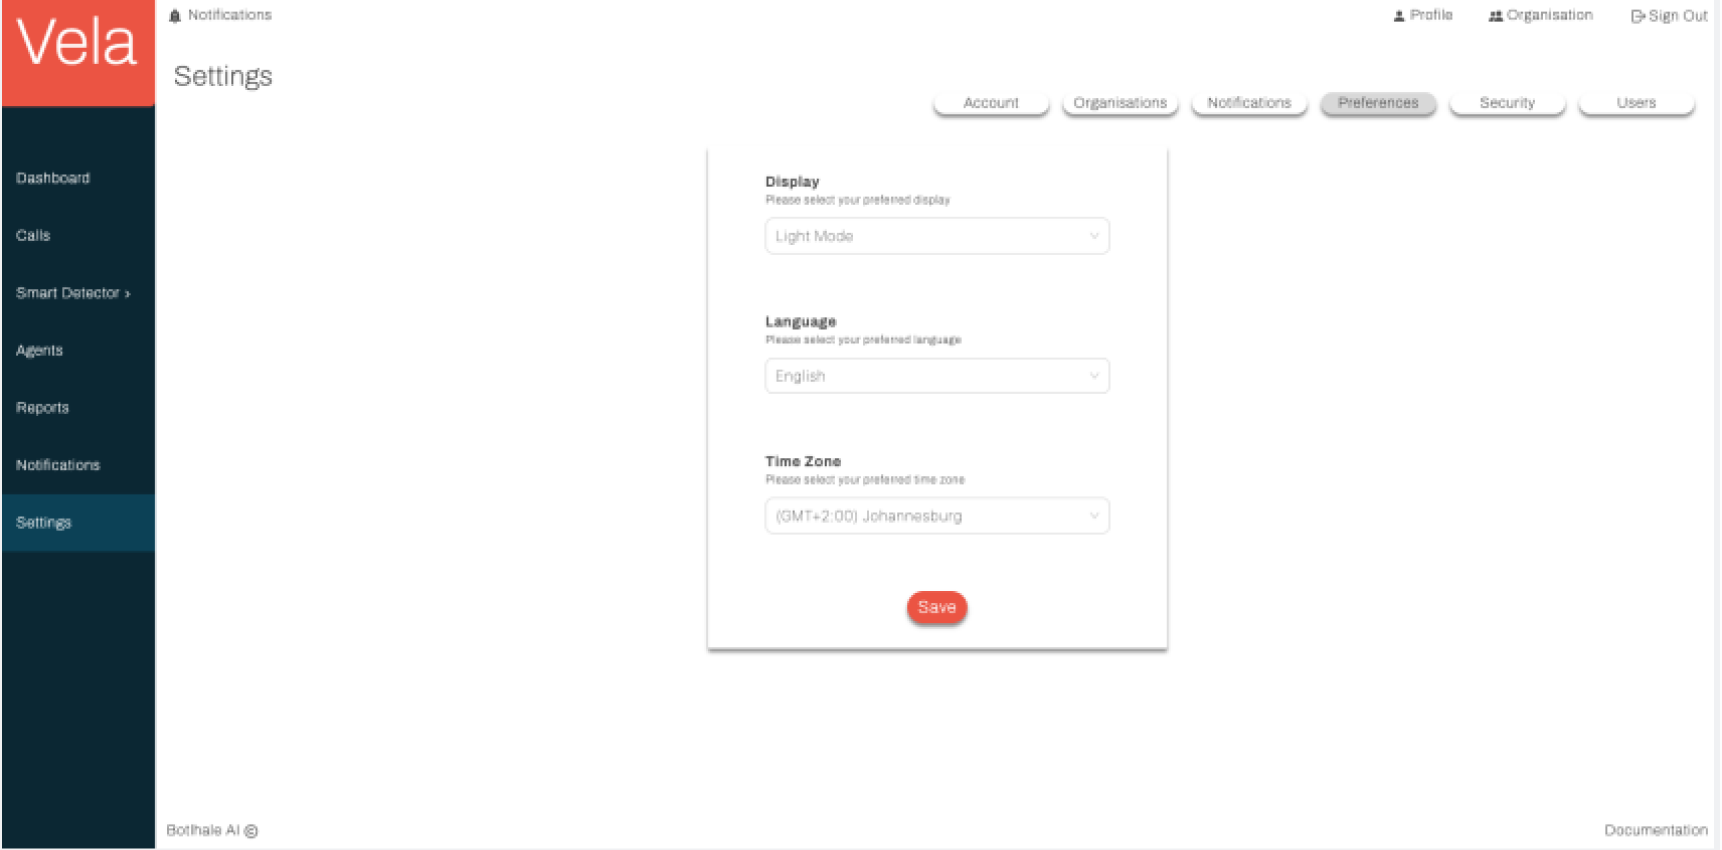 Vela
Notifications
Profile
Organisation
Sign Out
Settings
Account
Organisations
Notifications
Preferences
Security
Users
Dashboard
Calls
Smart Detector ›
Agents
Reports
Notifications
Settings
Display
Please select your preferred display
Light Mode
Language
Please select your preferred language
English
Time Zone
Please select your preferred time zone
(GMT+2:00) Johannesburg
Save
Botlhale AI ©
Documentation